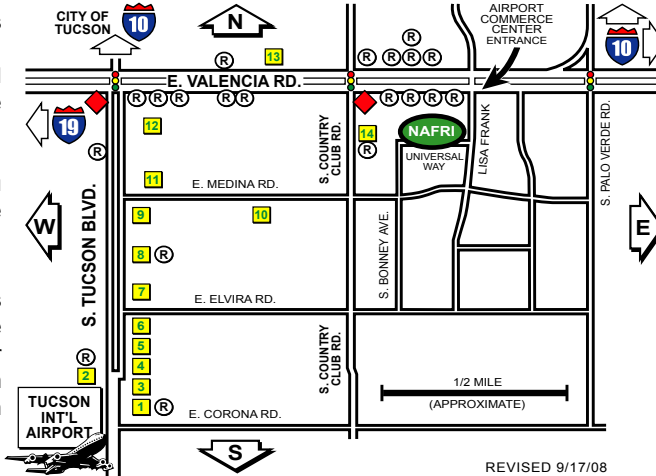 CITY OF
TUCSON
10
N
AIRPORT
COMMERCE
CENTER
ENTRANCE
10
R
13
R
R R R R
E. VALENCIA RD.
R R R
R R
R R R R
19
12
14
NAFRI
R
R
UNIVERSAL
WAY
LISA FRANK
S. PALO VERDE RD.
S. COUNTRY
CLUB RD.
11
E. MEDINA RD.
W
S. TUCSON BLVD.
9
10
S. BONNEY AVE.
E
8 R
7
E. ELVIRA RD.
6
5
4
3
1 R
S. COUNTRY
CLUB RD.
R
2
1/2 MILE
(APPROXIMATE)
TUCSON
INT'L
AIRPORT
E. CORONA RD.
S
REVISED 9/17/08